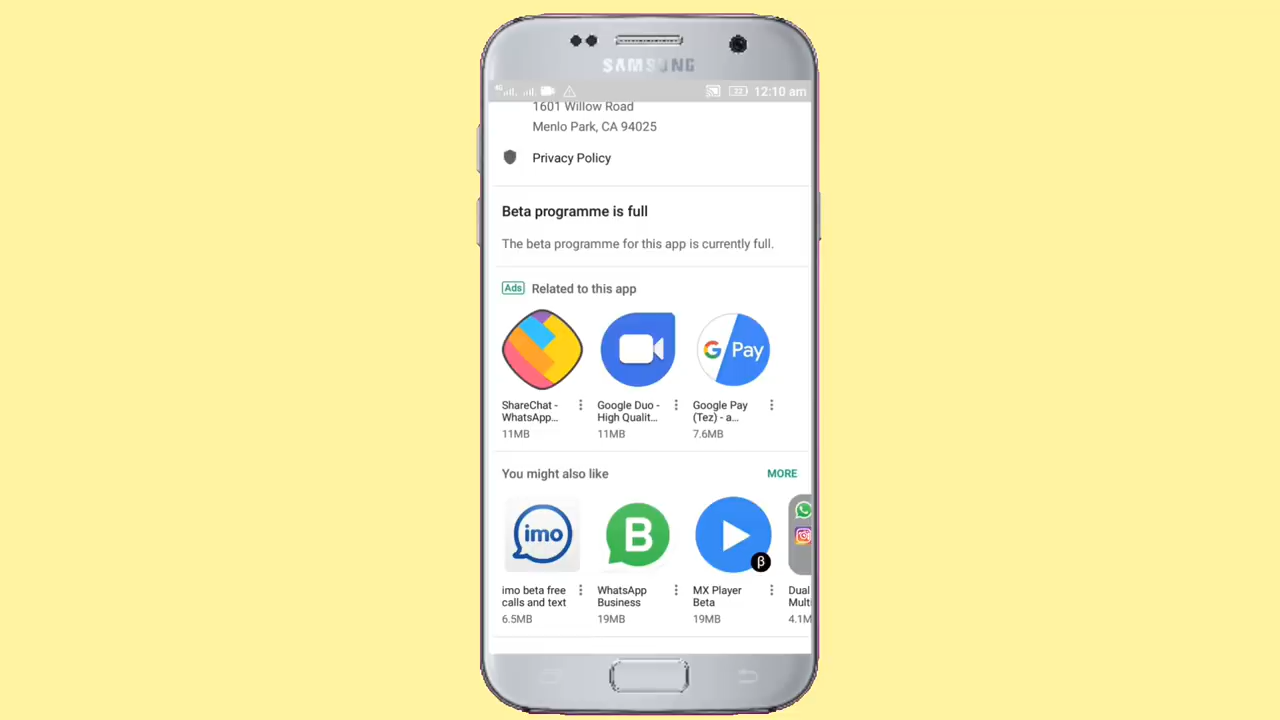 SAMSUNG
4G 32 12:10 am
1601 Willow Road
Menlo Park, CA 94025
Privacy Policy
Beta programme is full
The beta programme for this app is currently full.
Ads Related to this app
G Pay
ShareChat - Google Duo - Google Pay
WhatsApp... High Qualit... (Tez) - a...
11MB 11MB 7.6MB
You might also like MORE
imo B β
imo beta free WhatsApp MX Player Dual
calls and text Business Beta Multi
6.5MB 19MB 19MB 4.1M